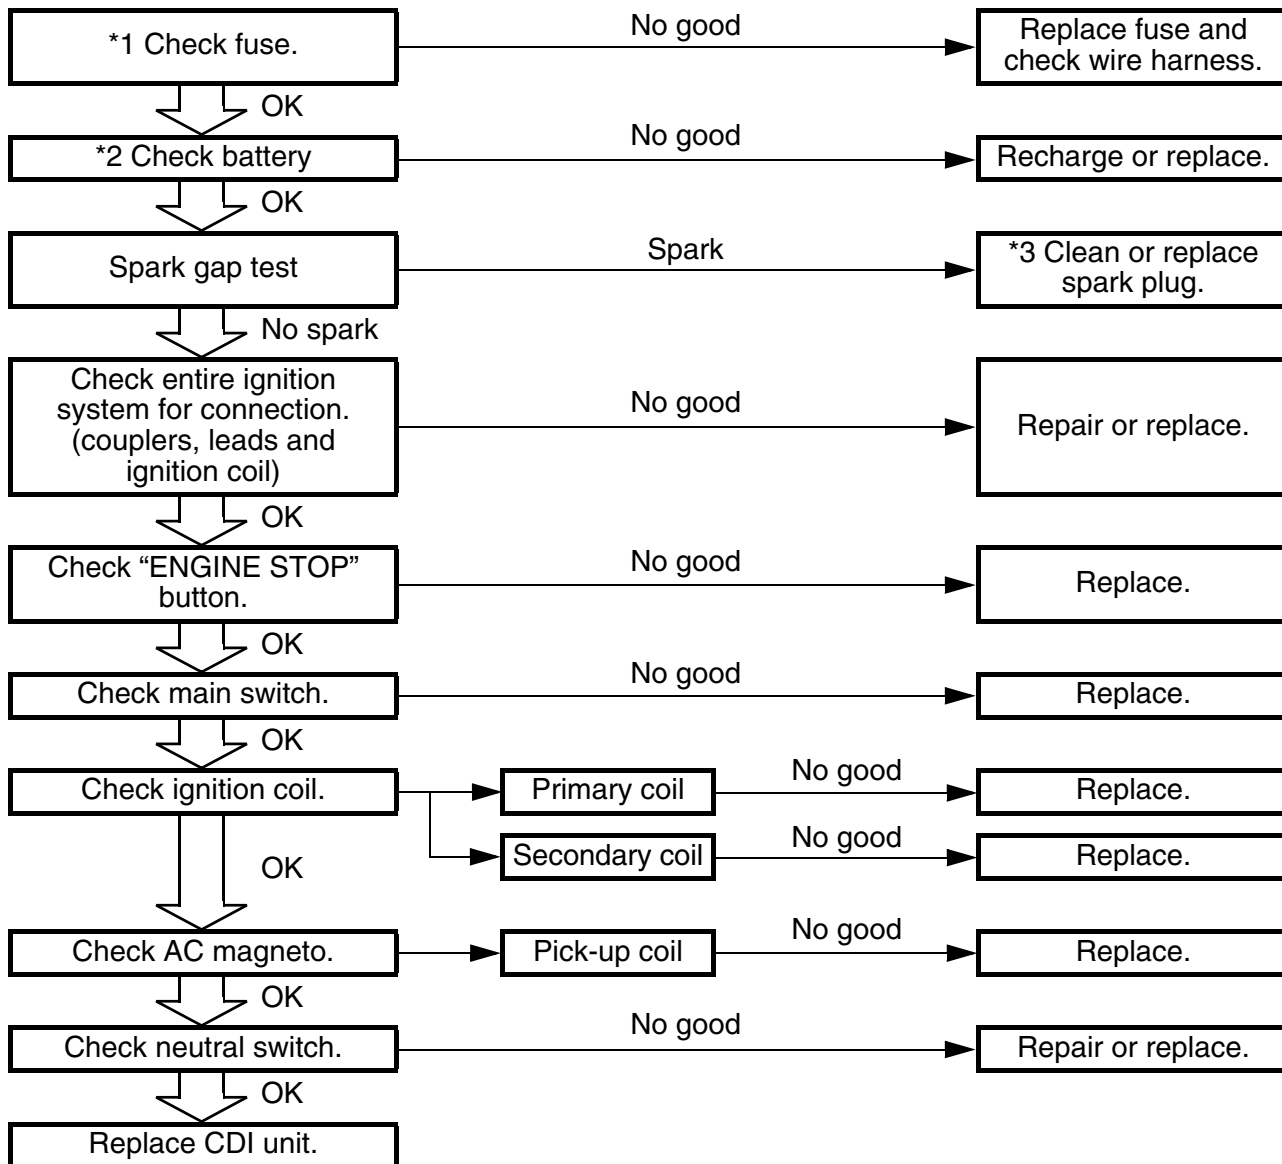 *1 Check fuse.
No good
Replace fuse and
check wire harness.
OK
*2 Check battery
No good
Recharge or replace.
OK
Spark gap test
Spark
*3 Clean or replace
spark plug.
No spark
Check entire ignition
system for connection.
(couplers, leads and
ignition coil)
No good
Repair or replace.
OK
Check “ENGINE STOP”
button.
No good
Replace.
OK
Check main switch.
No good
Replace.
OK
Check ignition coil.
Primary coil
No good
Replace.
Secondary coil
No good
Replace.
OK
Check AC magneto.
Pick-up coil
No good
Replace.
OK
Check neutral switch.
No good
Repair or replace.
OK
Replace CDI unit.